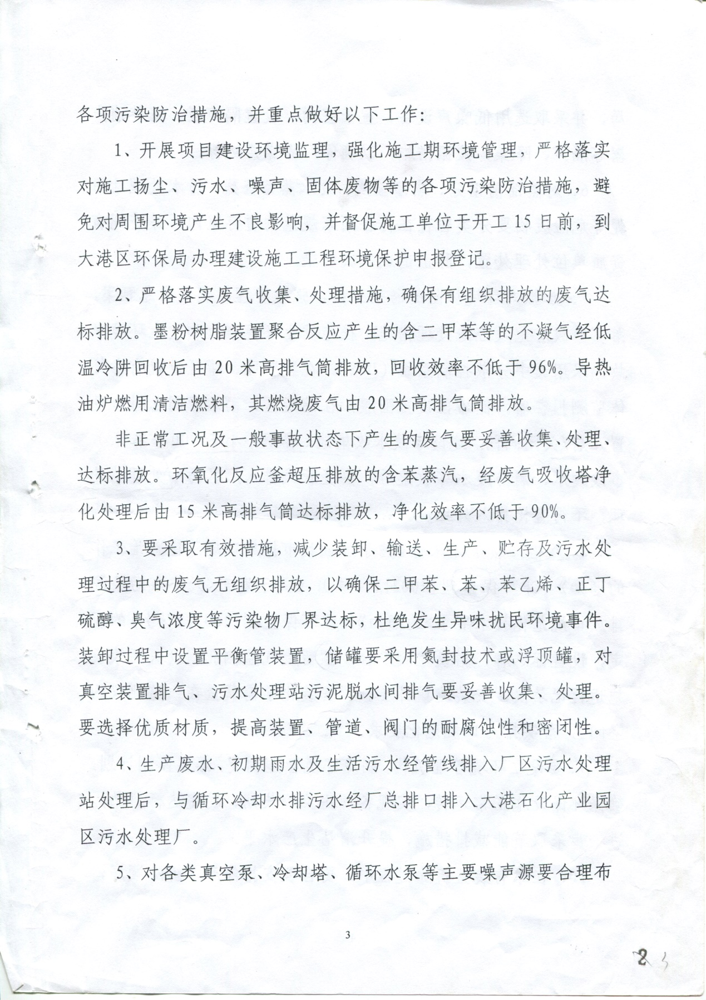 各项污染防治措施，并重点做好以下工作：
1、开展项目建设环境监理，强化施工期环境管理，严格落实
对施工扬尘、污水、噪声、固体废物等的各项污染防治措施，避
免对周围环境产生不良影响，并督促施工单位于开工15日前，到
大港区环保局办理建设施工工程环境保护申报登记。
2、严格落实废气收集、处理措施，确保有组织排放的废气达
标排放。墨粉树脂装置聚合反应产生的含二甲苯等的不凝气经低
温冷阱回收后由20米高排气筒排放，回收效率不低于96%。导热
油炉燃用清洁燃料，其燃烧废气由20米高排气筒排放。
非正常工况及一般事故状态下产生的废气要妥善收集、处理、
达标排放。环氧化反应釜超压排放的含苯蒸汽，经废气吸收塔净
化处理后由15米高排气筒达标排放，净化效率不低于90%。
3、要采取有效措施，减少装卸、输送、生产、贮存及污水处
理过程中的废气无组织排放，以确保二甲苯、苯、苯乙烯、正丁
硫醇、臭气浓度等污染物厂界达标，杜绝发生异味扰民环境事件。
装卸过程中设置平衡管装置，储罐要采用氮封技术或浮顶罐，对
真空装置排气、污水处理站污泥脱水间排气要妥善收集、处理。
要选择优质材质，提高装置、管道、阀门的耐腐蚀性和密闭性。
4、生产废水、初期雨水及生活污水经管线排入厂区污水处理
站处理后，与循环冷却水排污水经厂总排口排入大港石化产业园
区污水处理厂。
5、对各类真空泵、冷却塔、循环水泵等主要噪声源要合理布
3
2 3